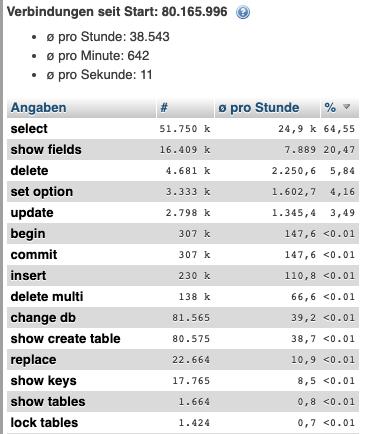 Verbindungen seit Start: 80.165.996
• ø pro Stunde: 38.543
• ø pro Minute: 642
• ø pro Sekunde: 11
Angaben # ø pro Stunde %
select 51.750 k 24,9 k 64,55
show fields 16.409 k 7.889 20,47
delete 4.681 k 2.250,6 5,84
set option 3.333 k 1.602,7 4,16
update 2.798 k 1.345,4 3,49
begin 307 k 147,6 <0.01
commit 307 k 147,6 <0.01
insert 230 k 110,8 <0.01
delete multi 138 k 66,6 <0.01
change db 81.565 39,2 <0.01
show create table 80.575 38,7 <0.01
replace 22.664 10,9 <0.01
show keys 17.765 8,5 <0.01
show tables 1.664 0,8 <0.01
lock tables 1.424 0,7 <0.01